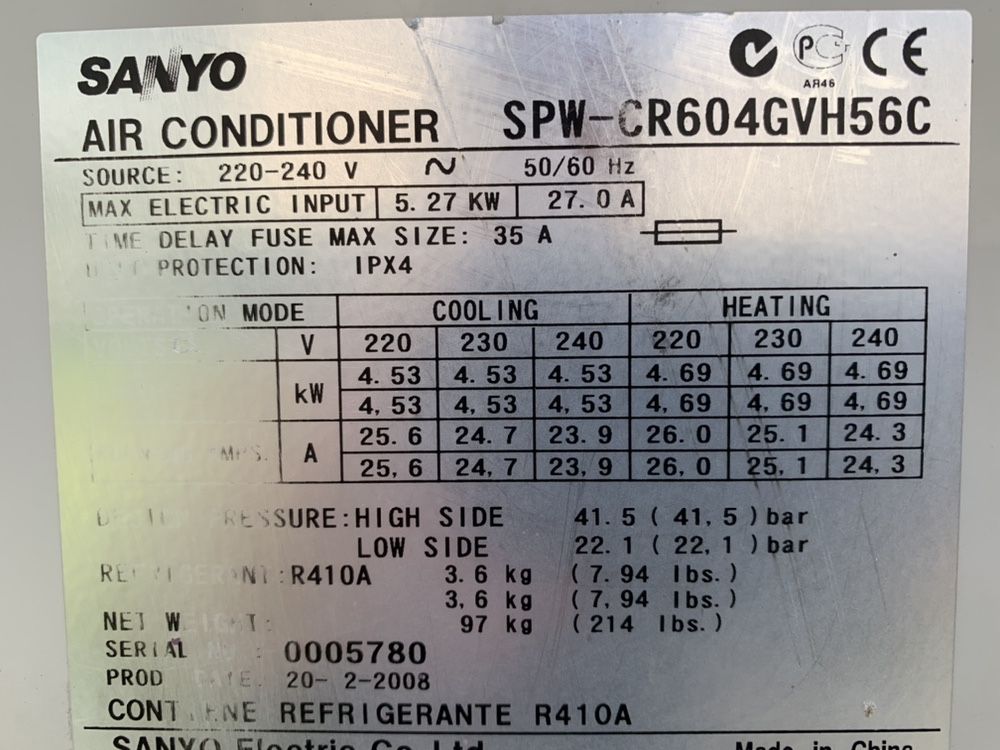 SANYO
AЯ46
AIR CONDITIONER SPW-CR604GVH56C
SOURCE: 220-240 V ~ 50/60 Hz
MAX ELECTRIC INPUT 5.27 KW 27.0 A
TIME DELAY FUSE MAX SIZE: 35 A
PROTECTION: IPX4
MODE COOLING HEATING
V 220 230 240 220 230 240
kW 4.53 4.53 4.53 4.69 4.69 4.69
4,53 4,53 4,53 4,69 4,69 4,69
A 25.6 24.7 23.9 26.0 25.1 24.3
25,6 24,7 23,9 26,0 25,1 24,3
PRESSURE: HIGH SIDE 41.5 ( 41,5 ) bar
LOW SIDE 22.1 ( 22,1 ) bar
REFRIGERANT: R410A 3.6 kg ( 7.94 lbs. )
3,6 kg ( 7,94 lbs. )
NET WEIGHT: 97 kg ( 214 lbs. )
SERIAL : 0005780
PROD DATE. 20- 2-2008
CONTIENE REFRIGERANTE R410A
SANYO Electric Co. Ltd. Made in China